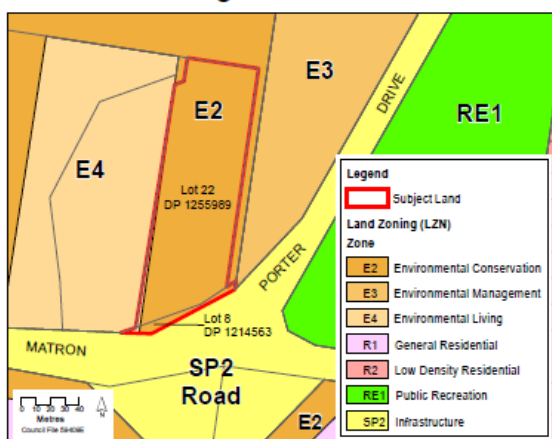 E3
E2
RE1
E4
DRIVE
Lot 22
DP 1255989
PORTER
Lot 8
DP 1214563
MATRON
SP2
Road
E2
0 10 20 30 40
Metres
N
Legend
Subject Land
Land Zoning (LZN)
Zone
E2 Environmental Conservation
E3 Environmental Management
E4 Environmental Living
R1 General Residential
R2 Low Density Residential
RE1 Public Recreation
SP2 Infrastructure